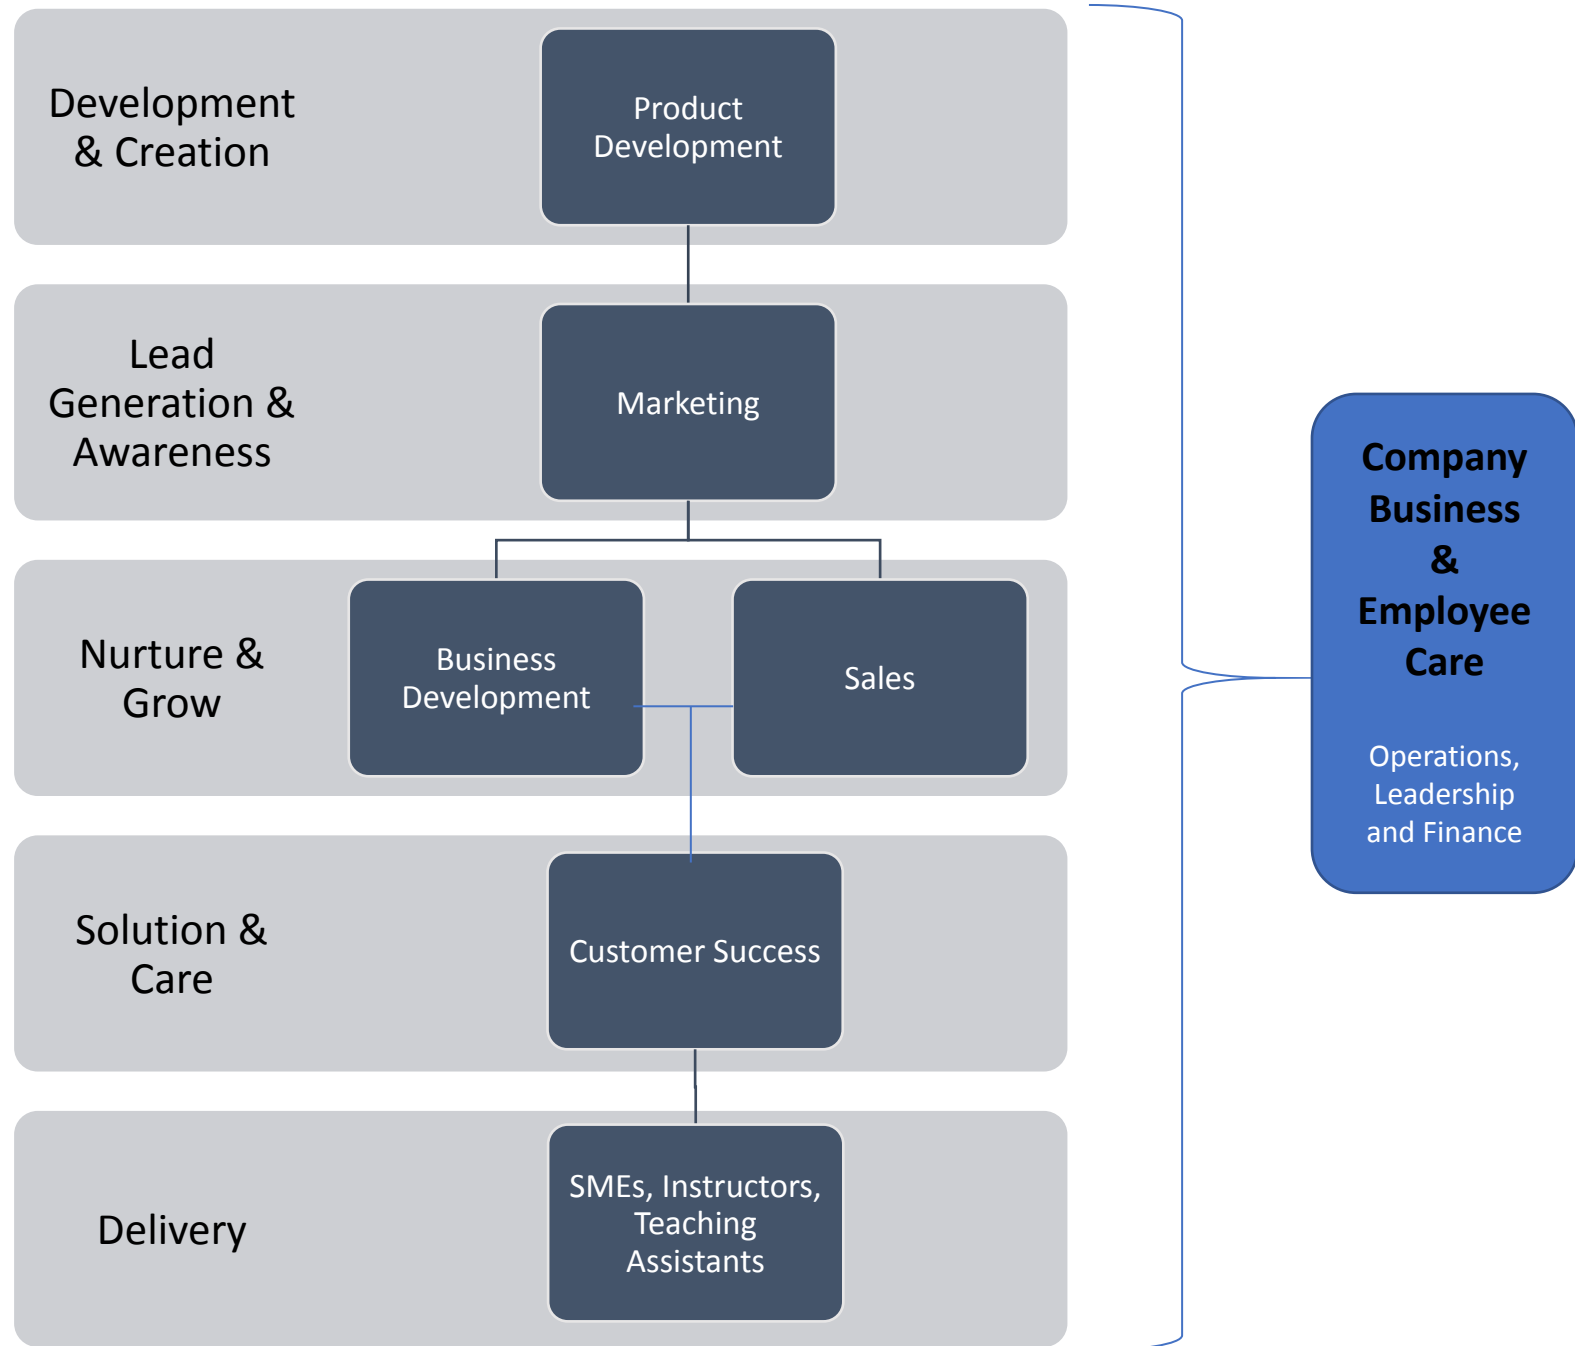 Development
& Creation
Product
Development
Lead
Generation &
Awareness
Marketing
Nurture &
Grow
Business
Development
Sales
Solution &
Care
Customer Success
Delivery
SMEs, Instructors,
Teaching
Assistants
Company
Business
&
Employee
Care
Operations,
Leadership
and Finance